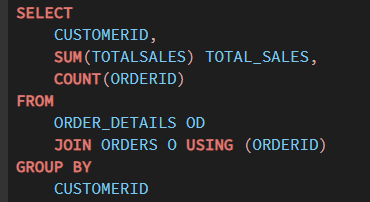 SELECT
    CUSTOMERID,
    SUM(TOTALSALES) TOTAL_SALES,
    COUNT(ORDERID)
FROM
    ORDER_DETAILS OD
    JOIN ORDERS O USING (ORDERID)
GROUP BY
    CUSTOMERID